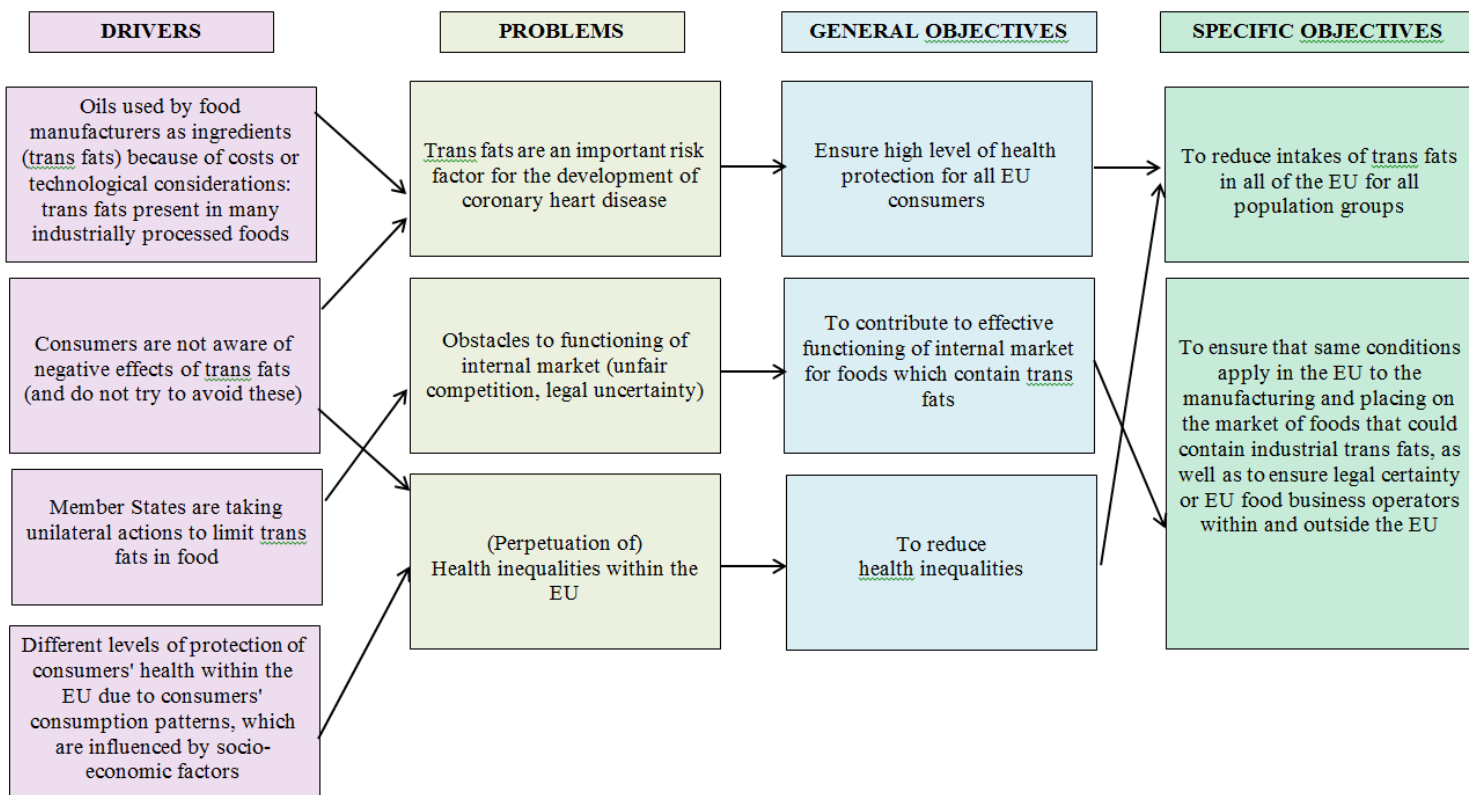 DRIVERS
PROBLEMS
GENERAL OBJECTIVES
SPECIFIC OBJECTIVES
Oils used by food
manufacturers as ingredients
(trans fats) because of costs or
technological considerations:
trans fats present in many
industrially processed foods
Trans fats are an important risk
factor for the development of
coronary heart disease
Ensure high level of health
protection for all EU
consumers
To reduce intakes of trans fats
in all of the EU for all
population groups
Consumers are not aware of
negative effects of trans fats
(and do not try to avoid these)
Obstacles to functioning of
internal market (unfair
competition, legal uncertainty)
To contribute to effective
functioning of internal market
for foods which contain trans
fats
To ensure that same conditions
apply in the EU to the
manufacturing and placing on
the market of foods that could
contain industrial trans fats, as
well as to ensure legal certainty
or EU food business operators
within and outside the EU
Member States are taking
unilateral actions to limit trans
fats in food
(Perpetuation of)
Health inequalities within the
EU
To reduce
health inequalities
Different levels of protection of
consumers' health within the
EU due to consumers'
consumption patterns, which
are influenced by socio-
economic factors